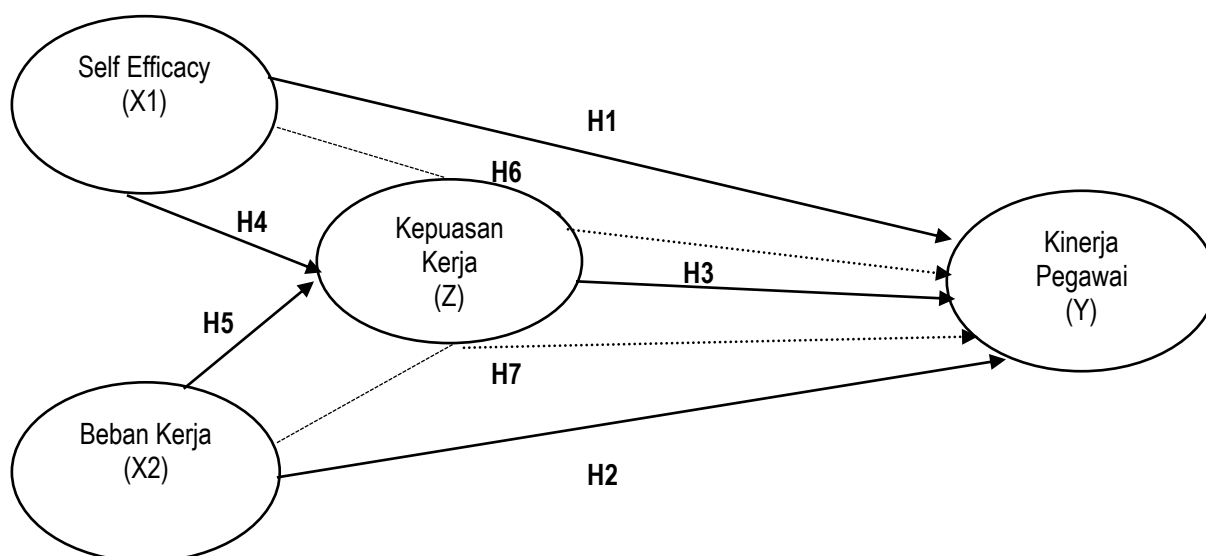 Self Efficacy
(X1)
H1
H6
H4
Kepuasan
Kerja
(Z)
Kinerja
Pegawai
(Y)
H3
H5
H7
Beban Kerja
(X2)
H2